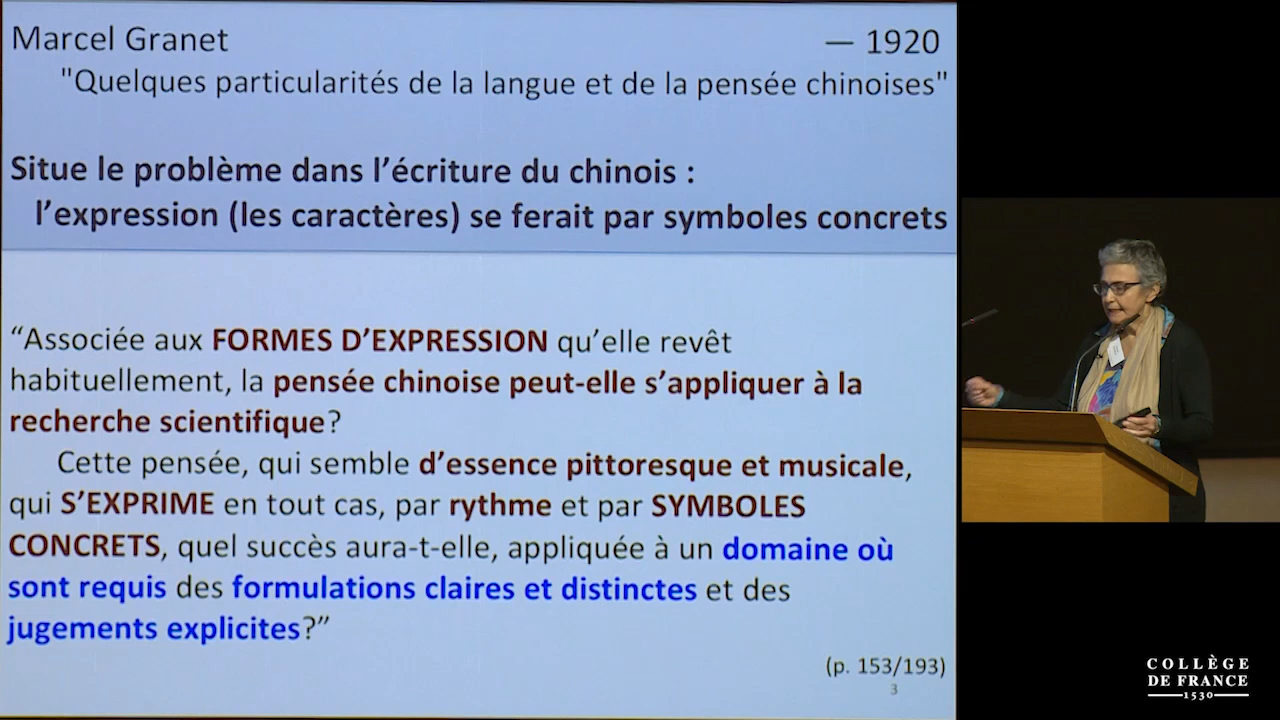 Marcel Granet — 1920
"Quelques particularités de la langue et de la pensée chinoises"
Situe le problème dans l’écriture du chinois :
l’expression (les caractères) se ferait par symboles concrets
“Associée aux FORMES D’EXPRESSION qu’elle revêt
habituellement, la pensée chinoise peut-elle s’appliquer à la
recherche scientifique?
Cette pensée, qui semble d’essence pittoresque et musicale,
qui S’EXPRIME en tout cas, par rythme et par SYMBOLES
CONCRETS, quel succès aura-t-elle, appliquée à un domaine où
sont requis des formulations claires et distinctes et des
jugements explicites?”
(p. 153/193)
3
COLLÈGE
DE FRANCE
1530